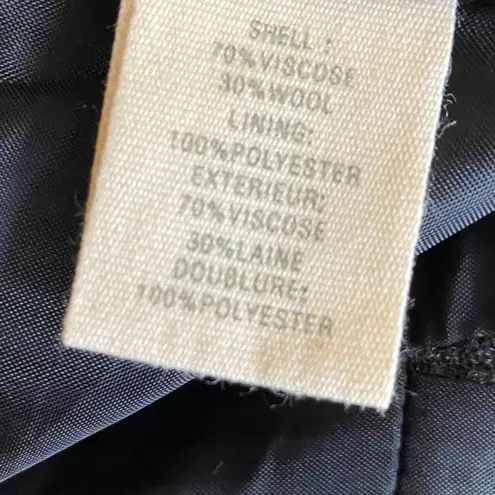 SHELL :
70%VISCOSE
30%WOOL
LINING:
100%POLYESTER
EXTERIEUR:
70%VISCOSE
30%LAINE
DOUBLURE:
100%POLYESTER